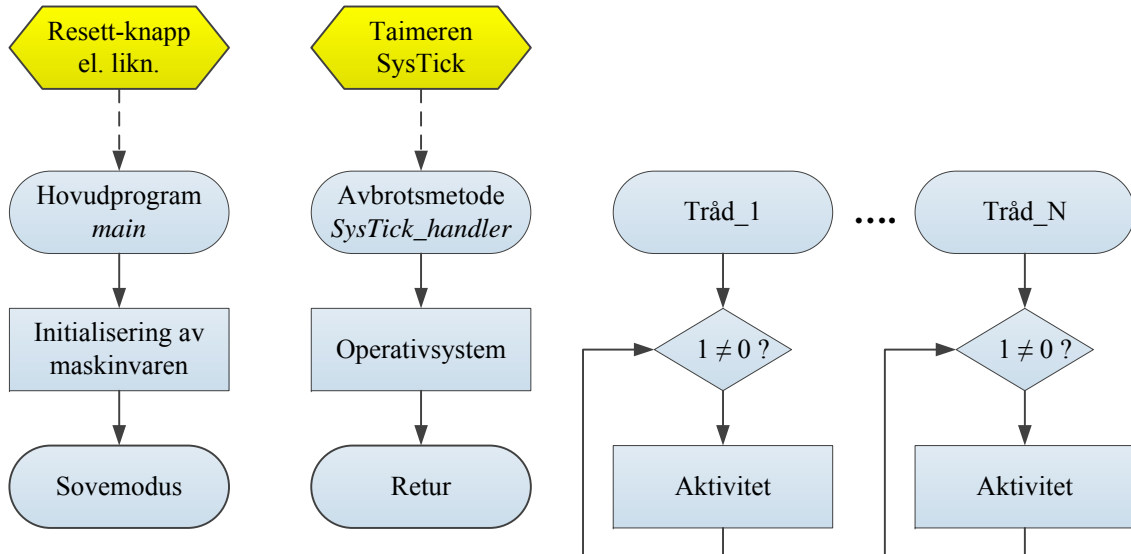 Resett-knapp
el. likn.
Taimeren
SysTick
Hovudprogram
main
Avbrotsmetode
SysTick_handler
Tråd_1
....
Tråd_N
Initialisering av
maskinvaren
Operativsystem
1 ≠ 0 ?
1 ≠ 0 ?
Sovemodus
Retur
Aktivitet
Aktivitet